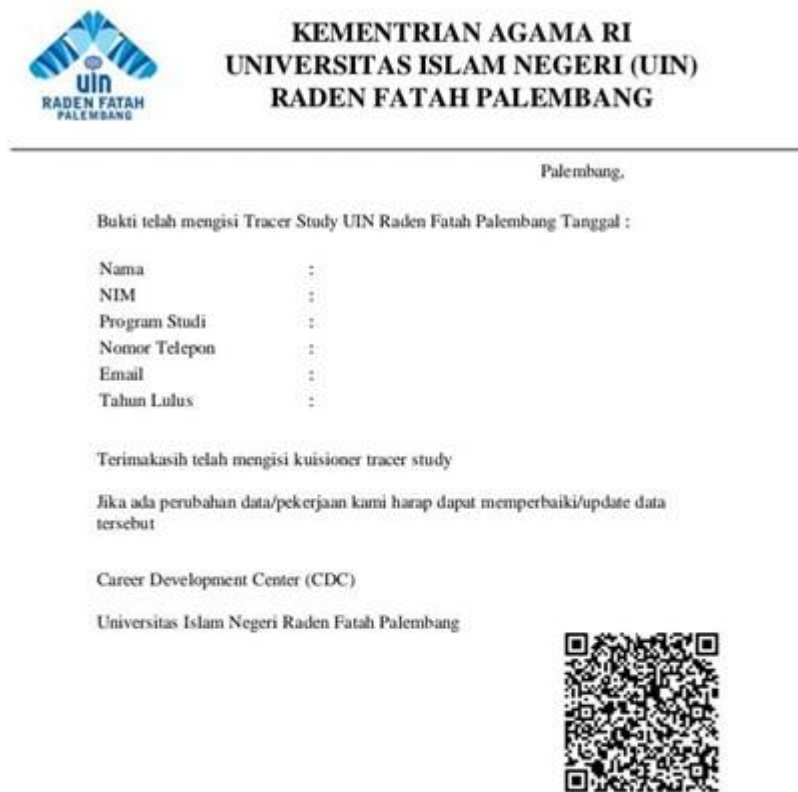 uin
RADEN FATAH
PALEMBANG
KEMENTRIAN AGAMA RI
UNIVERSITAS ISLAM NEGERI (UIN)
RADEN FATAH PALEMBANG
Palembang,
Bukti telah mengisi Tracer Study UIN Raden Fatah Palembang Tanggal :
Nama :
NIM :
Program Studi :
Nomor Telepon :
Email :
Tahun Lulus :
Terimakasih telah mengisi kuisioner tracer study
Jika ada perubahan data/pekerjaan kami harap dapat memperbaiki/update data
tersebut
Career Development Center (CDC)
Universitas Islam Negeri Raden Fatah Palembang